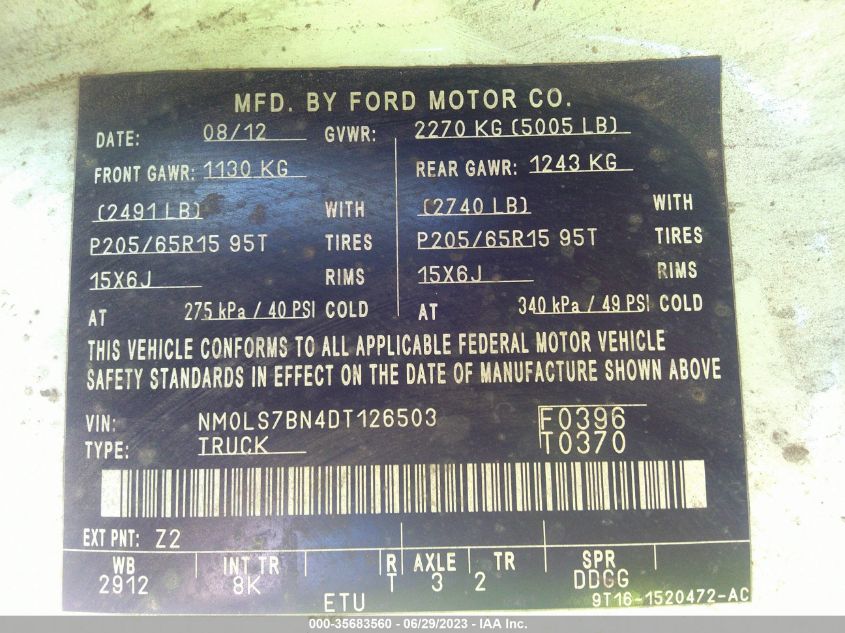 MFD. BY FORD MOTOR CO.
DATE: 08/12 GVWR: 2270 KG (5005 LB)
FRONT GAWR: 1130 KG REAR GAWR: 1243 KG
(2491 LB) WITH (2740 LB) WITH
P205/65R15 95T TIRES P205/65R15 95T TIRES
15X6J RIMS 15X6J RIMS
AT 275 kPa / 40 PSI COLD AT 340 kPa / 49 PSI COLD
THIS VEHICLE CONFORMS TO ALL APPLICABLE FEDERAL MOTOR VEHICLE
SAFETY STANDARDS IN EFFECT ON THE DATE OF MANUFACTURE SHOWN ABOVE
VIN: NM0LS7BN4DT126503 F0396
TYPE: TRUCK T0370
EXT PNT: Z2
WB INT TR R AXLE TR SPR
2912 8K T 3 2 DDGG
ETU 9T16-1520472-AC
000-35683560 - 06/29/2023 - IAA Inc.